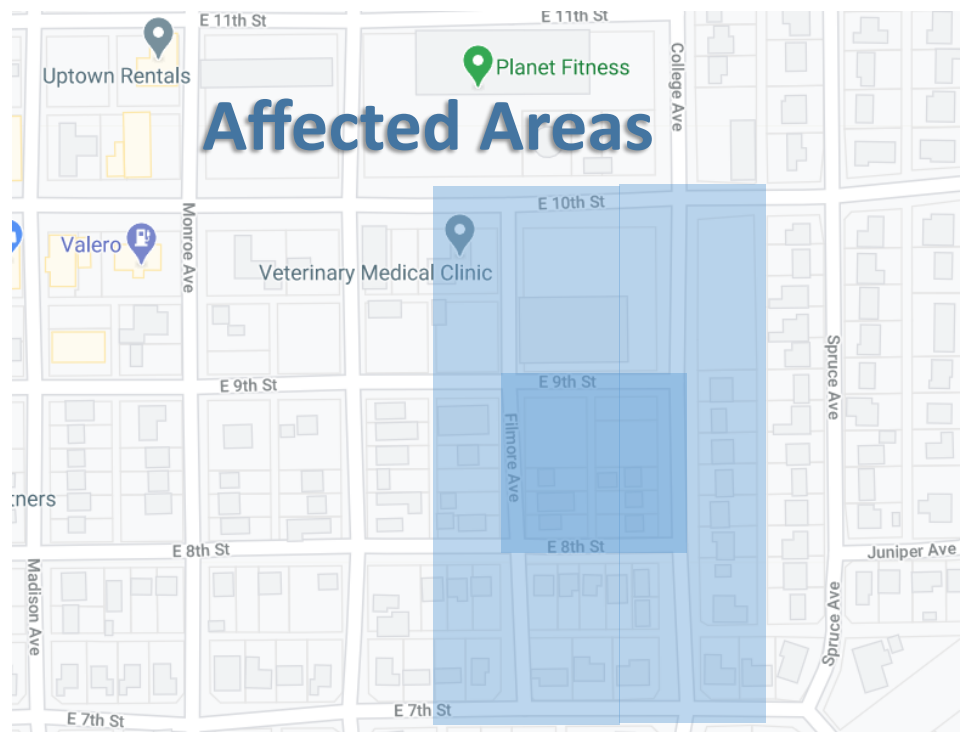 E 11th St
E 11th St
Uptown Rentals
Planet Fitness
College Ave
Affected Areas
E 10th St
Monroe Ave
Valero
Veterinary Medical Clinic
Spruce Ave
E 9th St
E 9th St
Filmore Ave
tners
E 8th St
E 8th St
Juniper Ave
Madison Ave
Spruce Ave
E 7th St
E 7th St